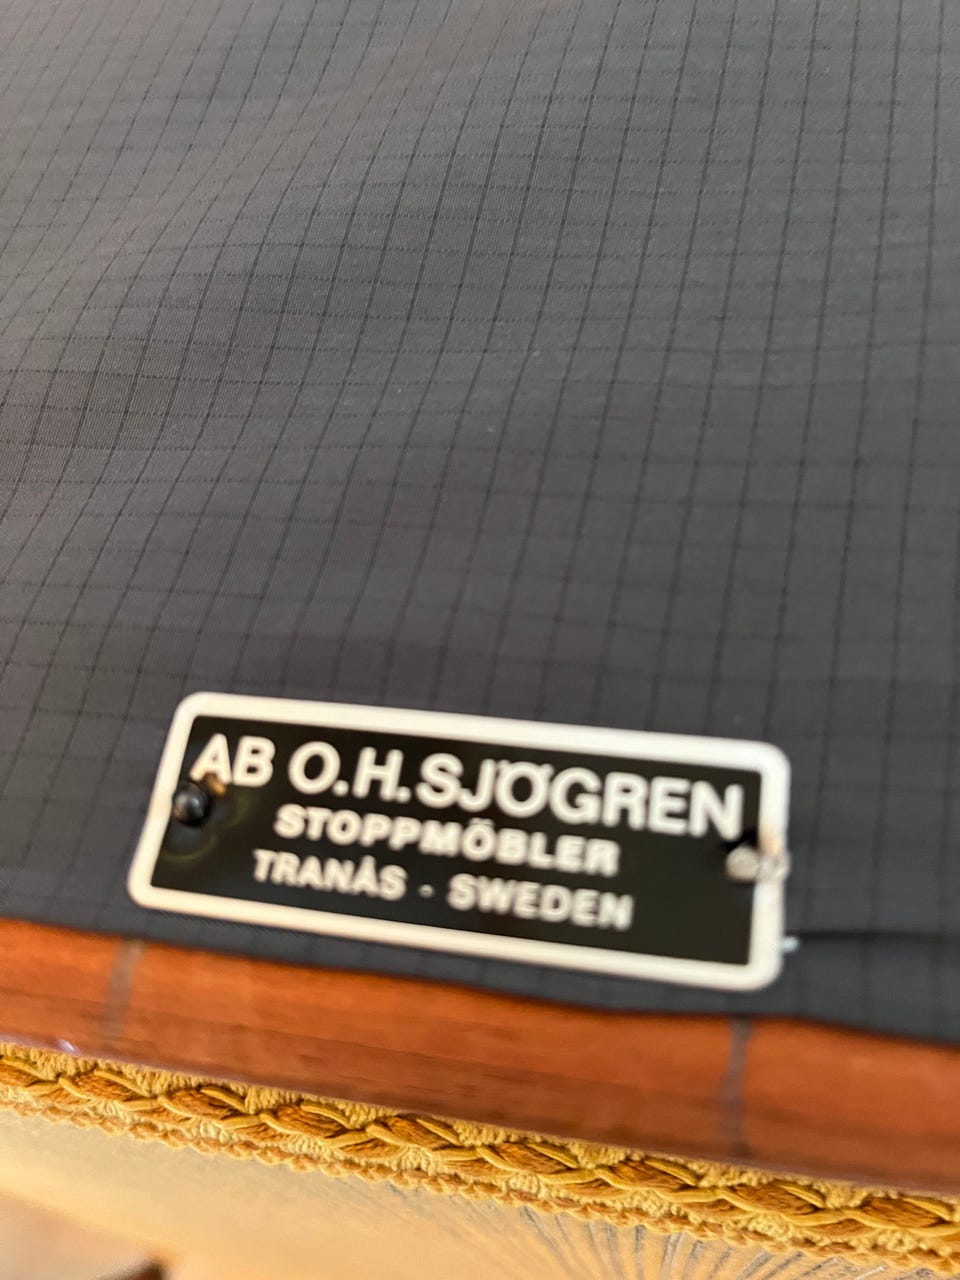 AB O.H. SJÖGREN
STOPPMÖBLER
TRANÅS - SWEDEN